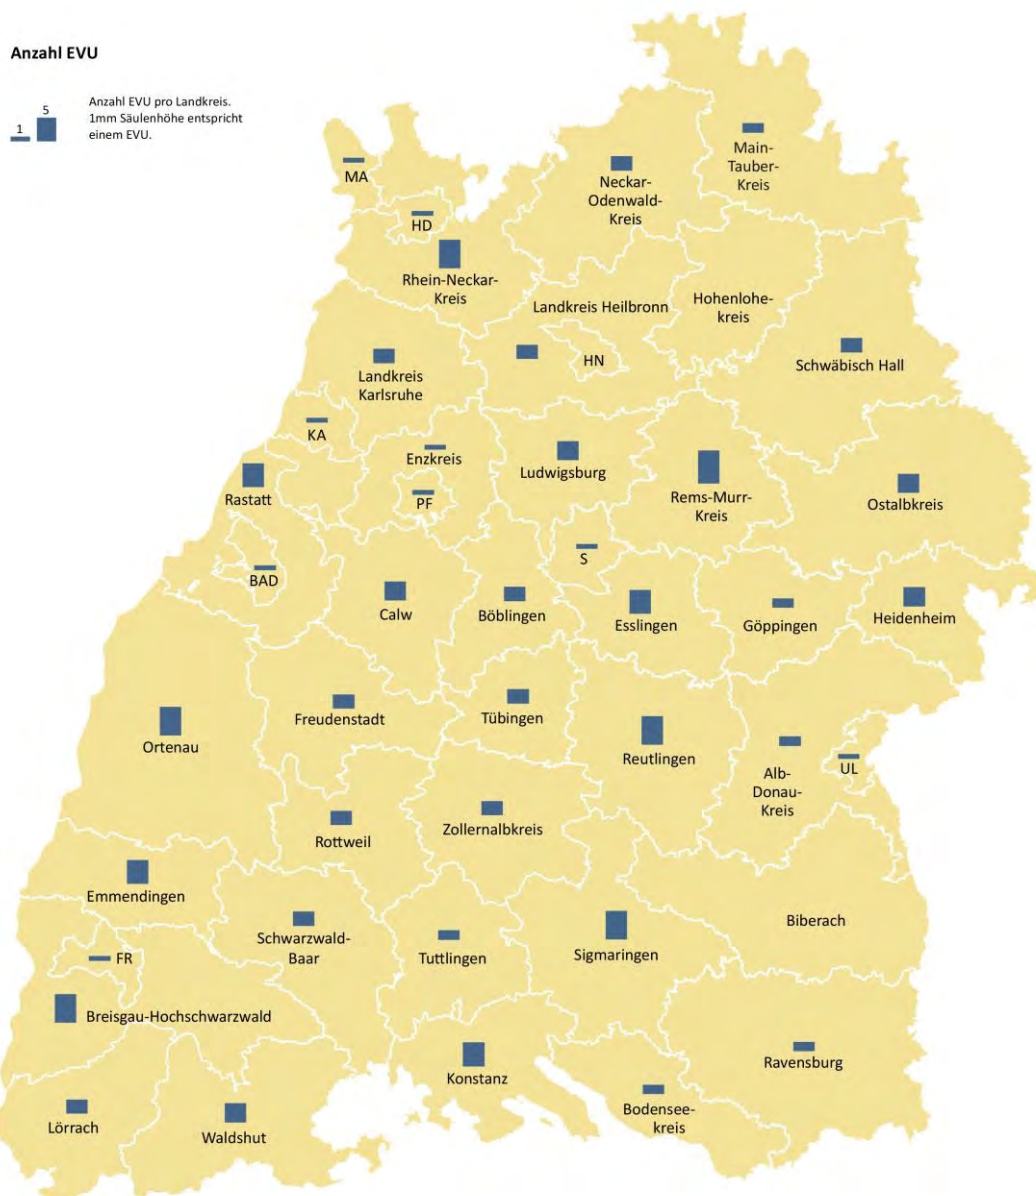 Anzahl EVU
1
5
Anzahl EVU pro Landkreis.
1mm Säulenhöhe entspricht
einem EVU.
MA
HD
Rhein-Neckar-
Kreis
Neckar-
Odenwald-
Kreis
Main-
Tauber-
Kreis
Landkreis Heilbronn
Hohenlohe-
kreis
HN
Schwäbisch Hall
Landkreis
Karlsruhe
KA
Enzkreis
Ludwigsburg
Rastatt
PF
Rems-Murr-
Kreis
Ostalbkreis
BAD
S
Calw
Böblingen
Esslingen
Göppingen
Heidenheim
Ortenau
Freudenstadt
Tübingen
Reutlingen
Alb-
Donau-
Kreis
UL
Rottweil
Zollernalbkreis
Emmendingen
Schwarzwald-
Baar
Tuttlingen
Sigmaringen
Biberach
FR
Breisgau-Hochschwarzwald
Konstanz
Ravensburg
Lörrach
Waldshut
Bodensee-
kreis